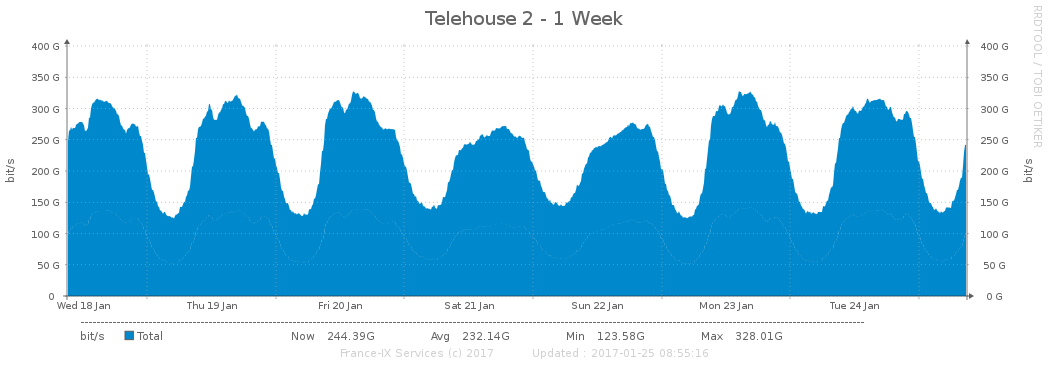 Telehouse 2 - 1 Week
RRDTOOL / TOBI OETIKER
400 G 400 G
350 G 350 G
300 G 300 G
250 G 250 G
200 G 200 G
150 G 150 G
100 G 100 G
50 G 50 G
0 0 G
bit/s bit/s
Wed 18 Jan Thu 19 Jan Fri 20 Jan Sat 21 Jan Sun 22 Jan Mon 23 Jan Tue 24 Jan
bit/s Total Now 244.39G Avg 232.14G Min 123.58G Max 328.01G
France-IX Services (c) 2017 Updated : 2017-01-25 08:55:16